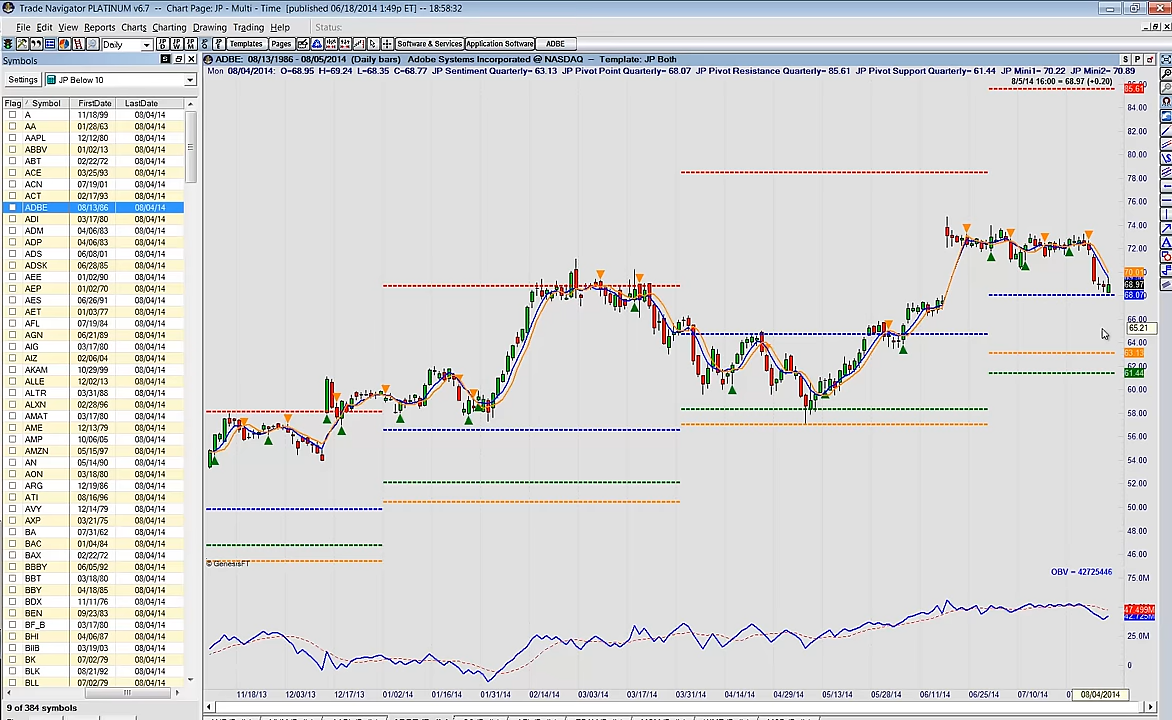 Trade Navigator PLATINUM v6.7 -- Chart Page: JP - Multi - Time [published 06/18/2014 1:49p ET] -- 18:58:32
File Edit View Reports Charts Charting Drawing Trading Help Status:
Daily Templates Pages Software & Services Application Software ADBE
Symbols
ADBE: 08/13/1986 - 08/05/2014 (Daily bars) Adobe Systems Incorporated @ NASDAQ -- Template: JP Both
S P
Mon 08/04/2014: O=68.95 H=69.24 L=68.35 C=68.77 JP Sentiment Quarterly= 63.13 JP Pivot Point Quarterly= 68.07 JP Pivot Resistance Quarterly= 85.61 JP Pivot Support Quarterly= 61.44 JP Mini1= 70.22 JP Mini2= 70.89
8/5/14 16:00 = 68.97 (+0.20)
Settings JP Below 10
Flag Symbol FirstDate LastDate
A 11/18/99 08/04/14
AA 01/28/63 08/04/14
AAPL 12/12/80 08/04/14
ABBV 01/02/13 08/04/14
ABT 02/22/72 08/04/14
ACE 03/25/93 08/04/14
ACN 07/19/01 08/04/14
ACT 02/17/93 08/04/14
ADBE 08/13/86 08/04/14
ADI 03/17/80 08/04/14
ADM 04/06/83 08/04/14
ADP 04/06/83 08/04/14
ADS 06/08/01 08/04/14
ADSK 06/28/85 08/04/14
AEE 01/02/90 08/04/14
AEP 01/02/70 08/04/14
AES 06/26/91 08/04/14
AET 01/03/77 08/04/14
AFL 07/19/84 08/04/14
AGN 06/21/89 08/04/14
AIG 03/17/80 08/04/14
AIZ 02/06/04 08/04/14
AKAM 10/29/99 08/04/14
ALLE 12/02/13 08/04/14
ALTR 03/31/88 08/04/14
ALXN 02/28/96 08/04/14
AMAT 03/17/80 08/04/14
AME 12/13/79 08/04/14
AMP 10/06/05 08/04/14
AMZN 05/15/97 08/04/14
AN 05/14/90 08/04/14
AON 03/18/80 08/04/14
ARG 12/19/86 08/04/14
ATI 08/16/96 08/04/14
AVY 12/14/79 08/04/14
AXP 03/21/75 08/04/14
BA 07/31/62 08/04/14
BAC 01/04/84 08/04/14
BAX 02/22/72 08/04/14
BBBY 06/05/92 08/04/14
BBT 03/18/80 08/04/14
BBY 04/18/85 08/04/14
BDX 11/11/76 08/04/14
BEN 09/23/83 08/04/14
BF_B 03/17/80 08/04/14
BHI 04/06/87 08/04/14
BIIB 03/19/03 08/04/14
BK 07/02/79 08/04/14
BLK 08/21/92 08/04/14
BLL 07/02/79 08/04/14
9 of 384 symbols
85.61
84.00
82.00
80.00
78.00
76.00
74.00
72.00
70.01
68.97
68.07
66.00
65.21
64.00
63.13
61.44
60.00
58.00
56.00
54.00
52.00
50.00
48.00
46.00
© GenesisFT
OBV = 42725446
75.0M
47.499M
42.725M
25.0M
0
11/18/13 12/03/13 12/17/13 01/02/14 01/16/14 01/31/14 02/14/14 03/03/14 03/17/14 03/31/14 04/14/14 04/29/14 05/13/14 05/28/14 06/11/14 06/25/14 07/10/14 08/04/2014